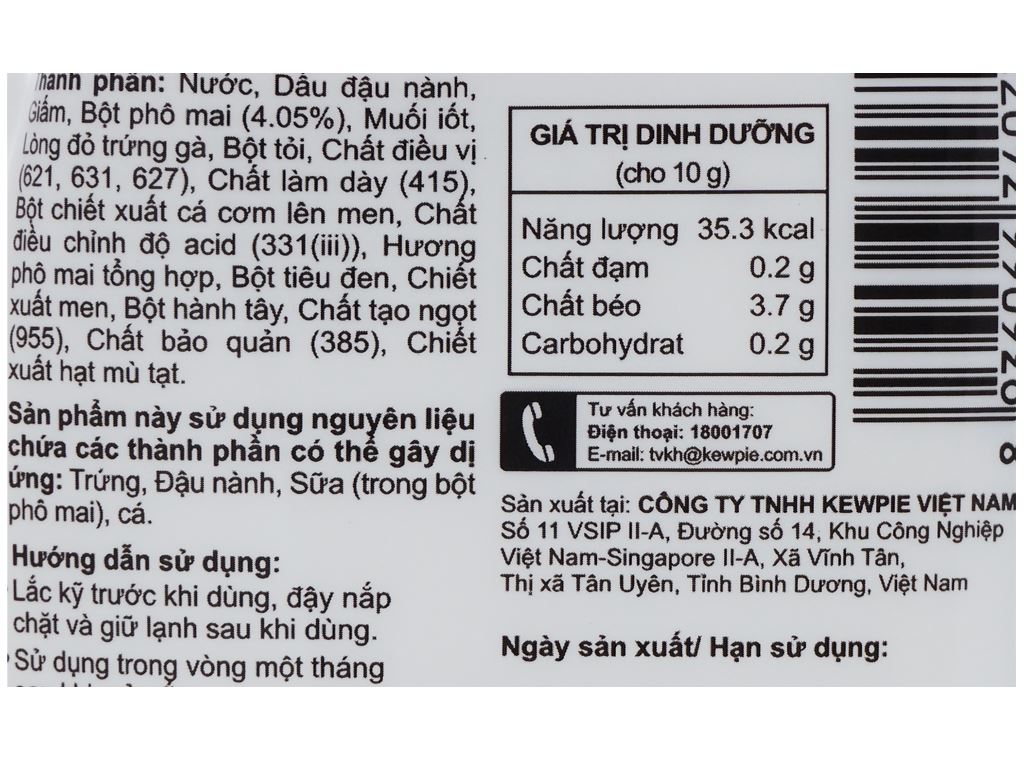 Thành phần: Nước, Dầu đậu nành,
Giấm, Bột phô mai (4.05%), Muối iốt,
Lòng đỏ trứng gà, Bột tỏi, Chất điều vị
(621, 631, 627), Chất làm dày (415),
Bột chiết xuất cá cơm lên men, Chất
điều chỉnh độ acid (331(iii)), Hương
phô mai tổng hợp, Bột tiêu đen, Chiết
xuất men, Bột hành tây, Chất tạo ngọt
(955), Chất bảo quản (385), Chiết
xuất hạt mù tạt.
Sản phẩm này sử dụng nguyên liệu
chứa các thành phần có thể gây dị
ứng: Trứng, Đậu nành, Sữa (trong bột
phô mai), cá.
Hướng dẫn sử dụng:
Lắc kỹ trước khi dùng, đậy nắp
chặt và giữ lạnh sau khi dùng.
Sử dụng trong vòng một tháng
GIÁ TRỊ DINH DƯỠNG
(cho 10 g)
Năng lượng 35.3 kcal
Chất đạm 0.2 g
Chất béo 3.7 g
Carbohydrat 0.2 g
Tư vấn khách hàng:
Điện thoại: 18001707
E-mail: tvkh@kewpie.com.vn
Sản xuất tại: CÔNG TY TNHH KEWPIE VIỆT NAM
Số 11 VSIP II-A, Đường số 14, Khu Công Nghiệp
Việt Nam-Singapore II-A, Xã Vĩnh Tân,
Thị xã Tân Uyên, Tỉnh Bình Dương, Việt Nam
Ngày sản xuất/ Hạn sử dụng: